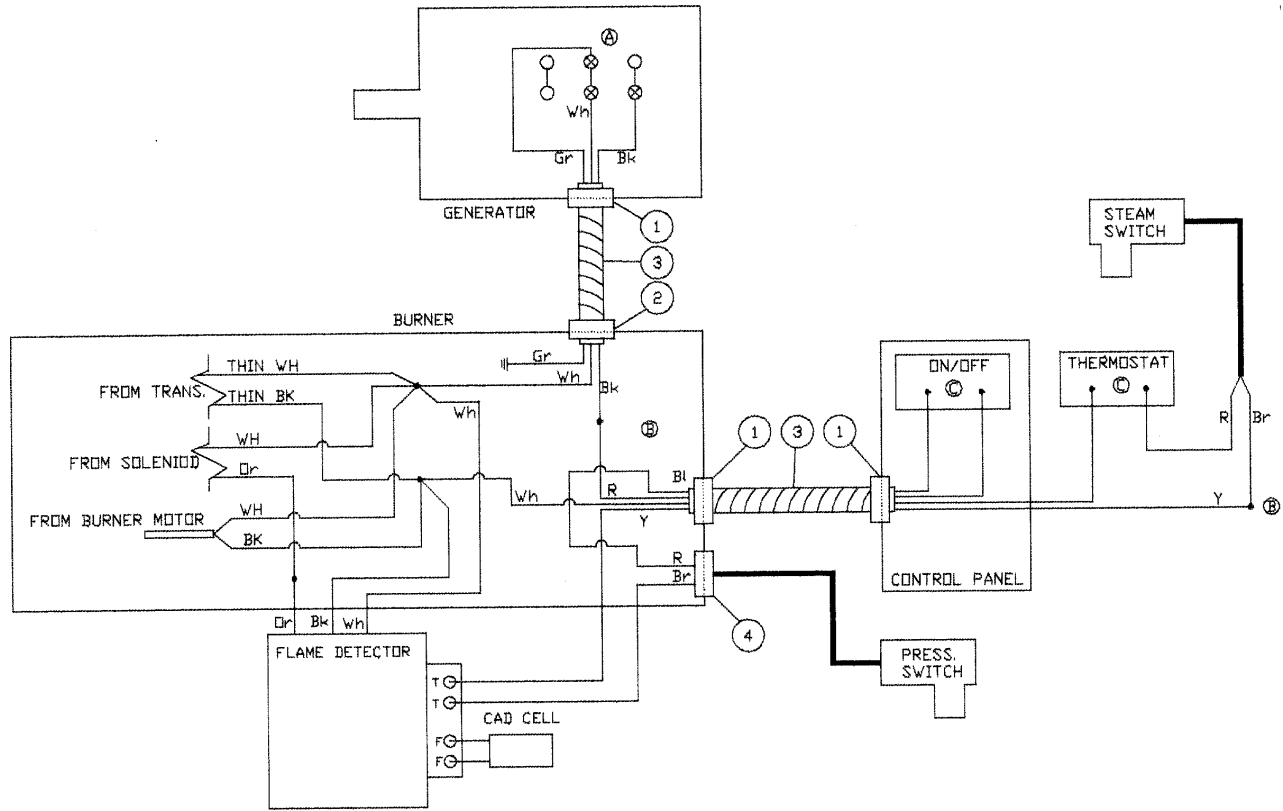 A
Wh
Gr
Bk
GENERATOR
1
3
2
STEAM
SWITCH
BURNER
Gr
Wh
Bk
THIN WH
FROM TRANS.
THIN BK
Wh
ON/OFF
C
THERMOSTAT
C
R
Br
B
1
3
1
WH
FROM SOLENIOD
Or
Bl
R
Wh
Y
Y
B
FROM BURNER MOTOR
WH
BK
R
Br
CONTROL PANEL
4
Or
Bk
Wh
FLAME DETECTOR
PRESS.
SWITCH
T
T
CAD CELL
F
F